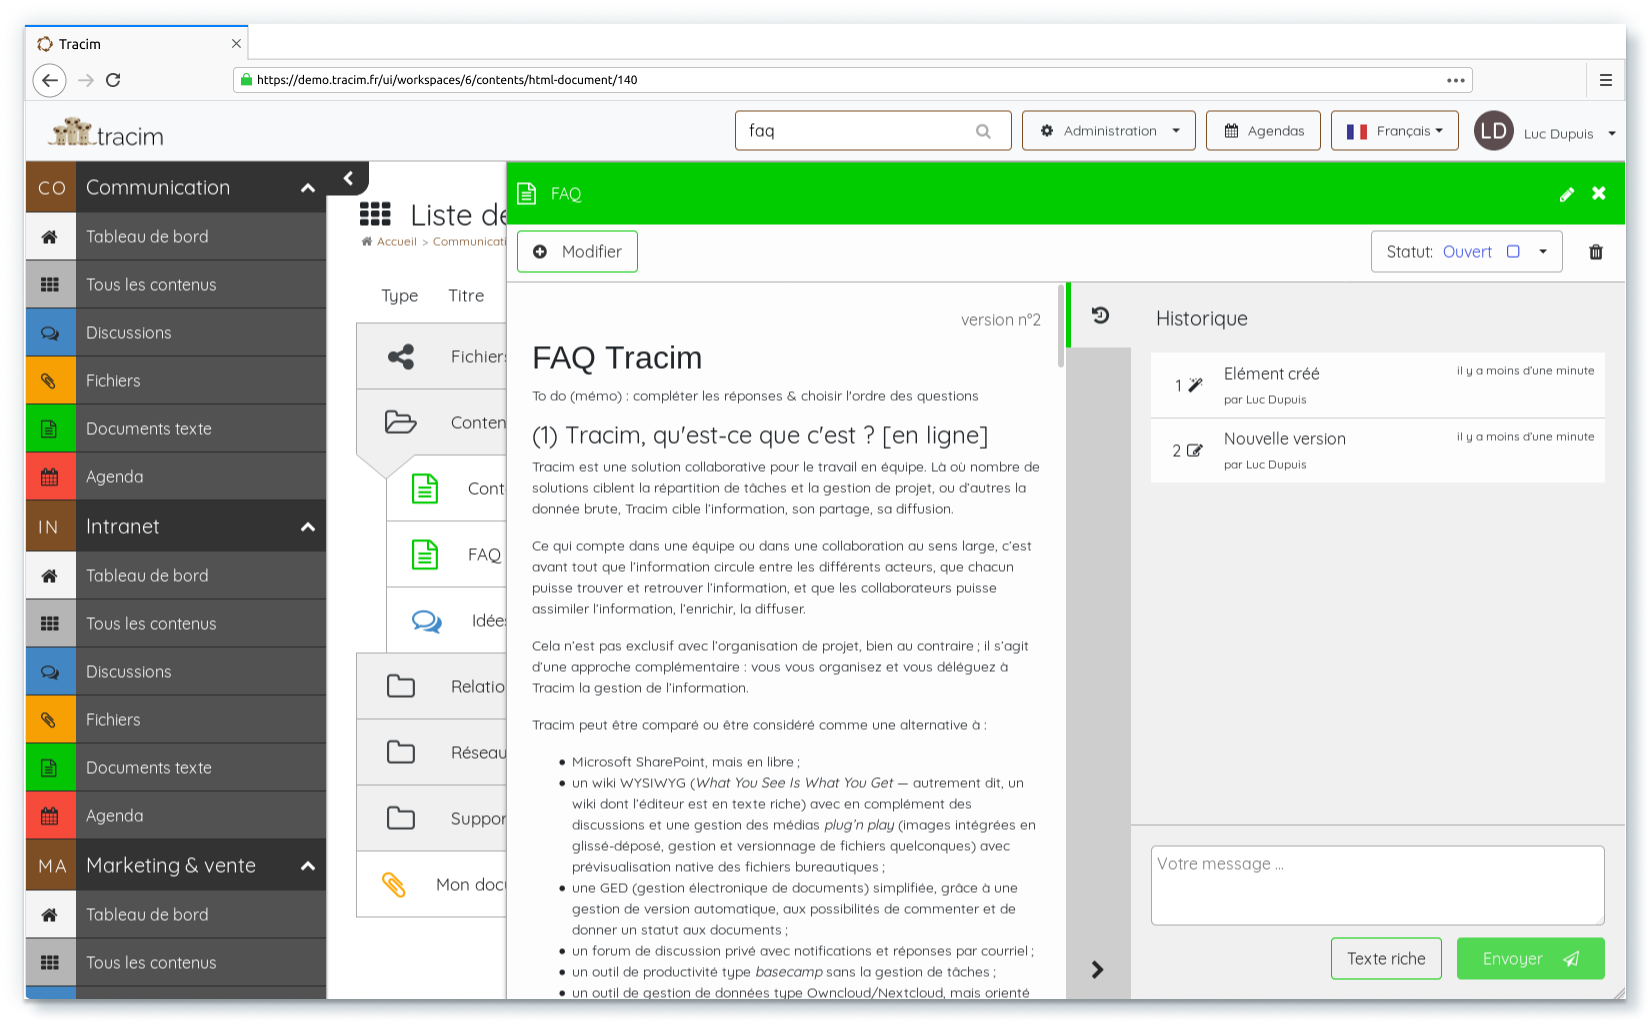 Tracim
https://demo.tracim.fr/ui/workspaces/6/contents/html-document/140
tracim
faq
Administration
Agendas
Français
LD
Luc Dupuis
CO
Communication
Tableau de bord
Tous les contenus
Discussions
Fichiers
Documents texte
Agenda
IN
Intranet
Tableau de bord
Tous les contenus
Discussions
Fichiers
Documents texte
Agenda
MA
Marketing & vente
Tableau de bord
Tous les contenus
Liste de
Accueil > Communicati
Type Titre
Fichiers
Conten
Cont
FAQ
Idées
Relatio
Réseau
Suppor
Mon docu
FAQ
Modifier
Statut: Ouvert
version n°2
FAQ Tracim
To do (mémo) : compléter les réponses & choisir l'ordre des questions
(1) Tracim, qu'est-ce que c'est ? [en ligne]
Tracim est une solution collaborative pour le travail en équipe. Là où nombre de
solutions ciblent la répartition de tâches et la gestion de projet, ou d'autres la
donnée brute, Tracim cible l'information, son partage, sa diffusion.
Ce qui compte dans une équipe ou dans une collaboration au sens large, c'est
avant tout que l'information circule entre les différents acteurs, que chacun
puisse trouver et retrouver l'information, et que les collaborateurs puisse
assimiler l'information, l'enrichir, la diffuser.
Cela n'est pas exclusif avec l'organisation de projet, bien au contraire ; il s'agit
d'une approche complémentaire : vous vous organisez et vous déléguez à
Tracim la gestion de l'information.
Tracim peut être comparé ou être considéré comme une alternative à :
• Microsoft SharePoint, mais en libre ;
• un wiki WYSIWYG (What You See Is What You Get — autrement dit, un
wiki dont l'éditeur est en texte riche) avec en complément des
discussions et une gestion des médias plug'n play (images intégrées en
glissé-déposé, gestion et versionnage de fichiers quelconques) avec
prévisualisation native des fichiers bureautiques ;
• une GED (gestion électronique de documents) simplifiée, grâce à une
gestion de version automatique, aux possibilités de commenter et de
donner un statut aux documents ;
• un forum de discussion privé avec notifications et réponses par courriel ;
• un outil de productivité type basecamp sans la gestion de tâches ;
• un outil de gestion de données type Owncloud/Nextcloud, mais orienté
Historique
1 Elément créé il y a moins d'une minute
par Luc Dupuis
2 Nouvelle version il y a moins d'une minute
par Luc Dupuis
Votre message ...
Texte riche
Envoyer